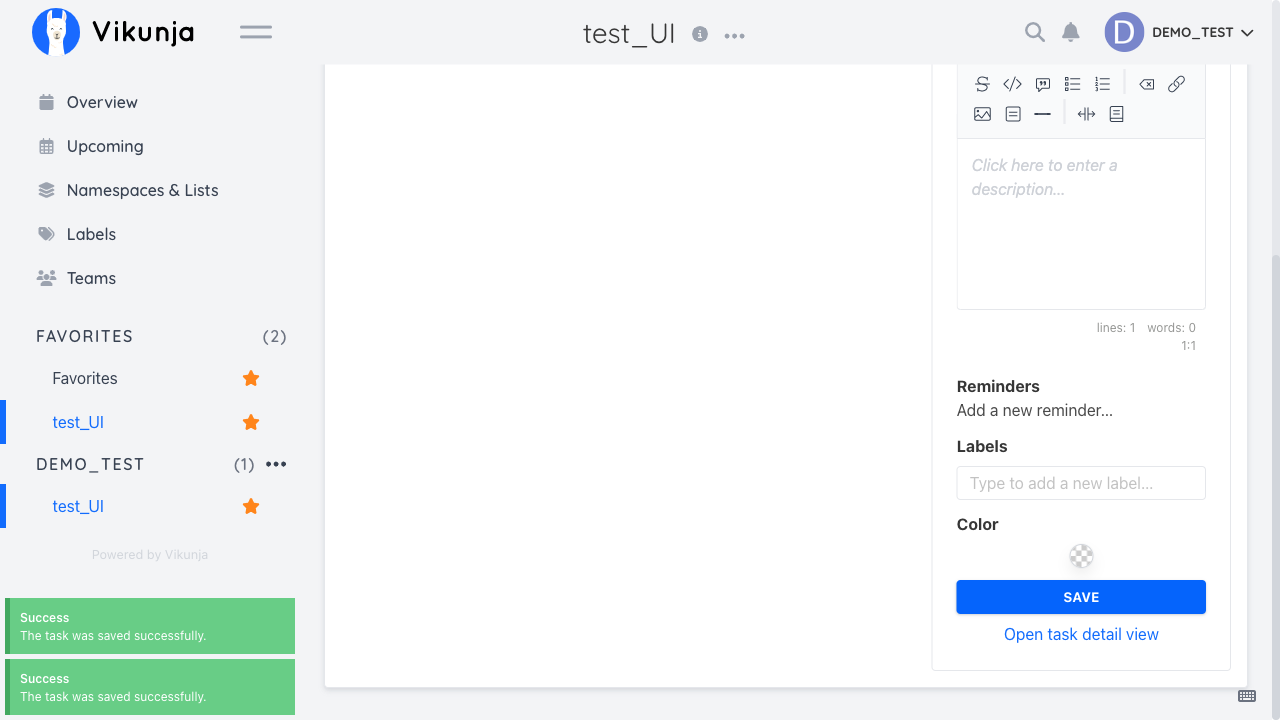 Vikunja
test_UI
D
DEMO_TEST
Overview
Upcoming
Namespaces & Lists
Labels
Teams
FAVORITES (2)
Favorites
test_UI
DEMO_TEST (1)
test_UI
Powered by Vikunja
Success
The task was saved successfully.
Success
The task was saved successfully.
Click here to enter a
description...
lines: 1 words: 0
1:1
Reminders
Add a new reminder...
Labels
Type to add a new label...
Color
SAVE
Open task detail view